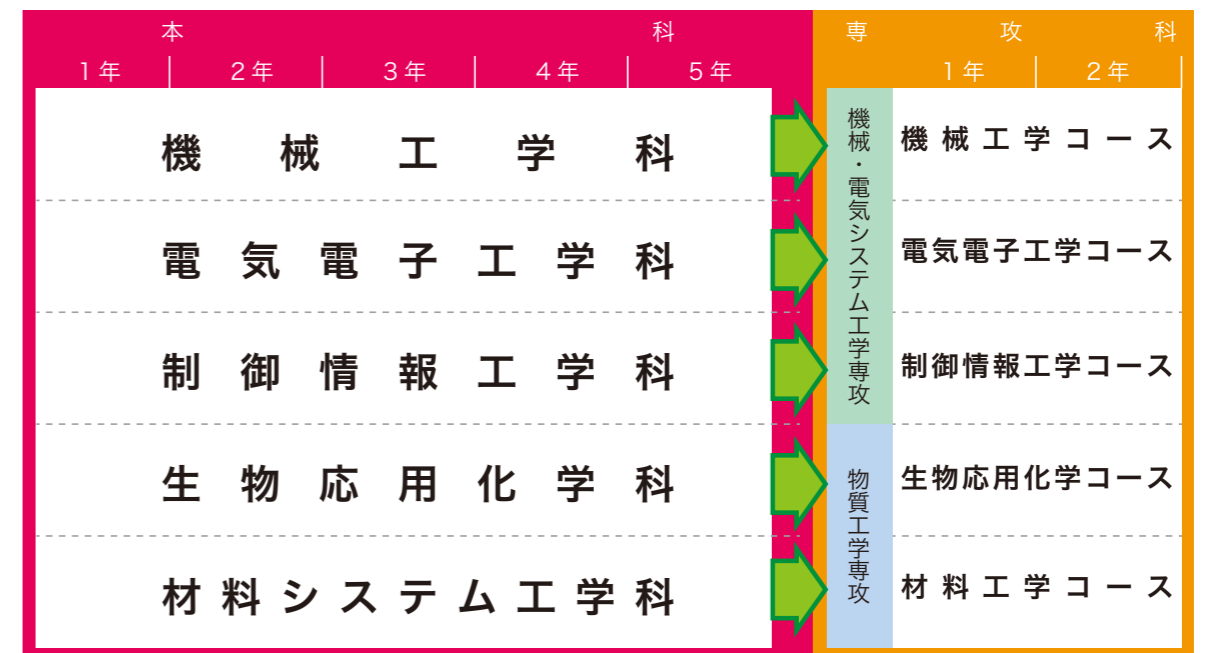 本科
1年 2年 3年 4年 5年
専攻科
1年 2年
機械工学科
電気電子工学科
制御情報工学科
生物応用化学科
材料システム工学科
機械・電気システム工学専攻
物質工学専攻
機械工学コース
電気電子工学コース
制御情報工学コース
生物応用化学コース
材料工学コース